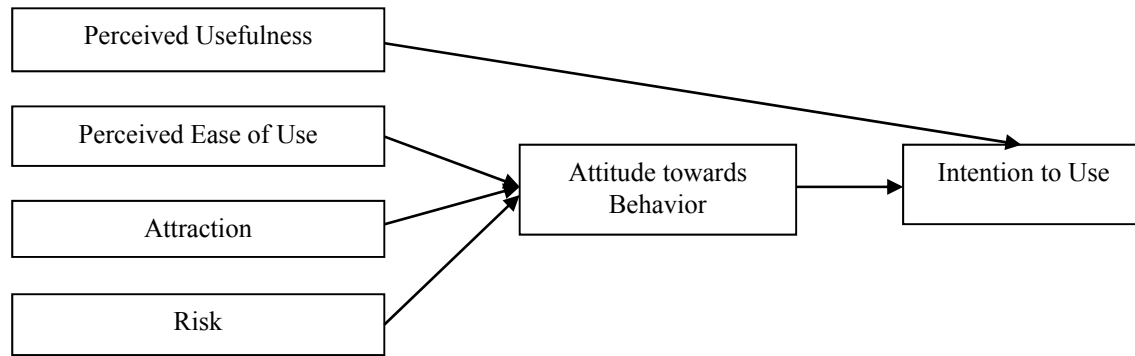 Perceived Usefulness
Perceived Ease of Use
Attraction
Risk
Attitude towards
Behavior
Intention to Use